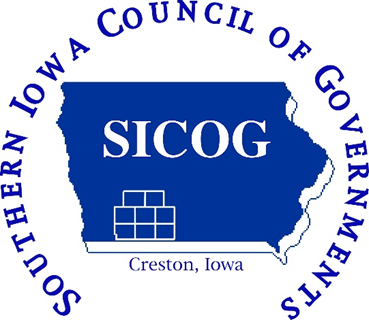 SOUTHERN IOWA COUNCIL OF GOVERNMENTS
SICOG
Creston, Iowa